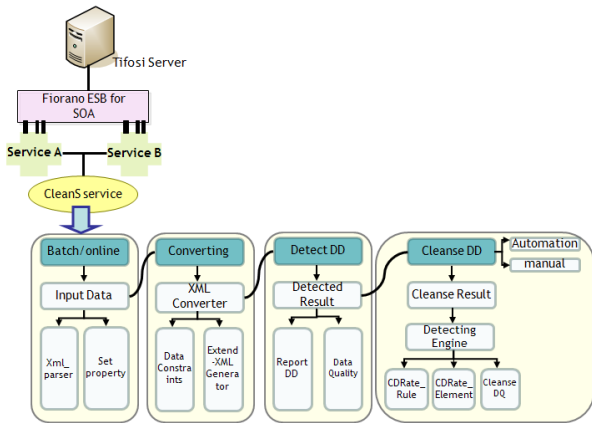 Tifosi Server
Fiorano ESB for
SOA
Service A
Service B
CleanS service
Batch/online
Input Data
Xml_
parser
Set
property
Converting
XML
Converter
Data
Constra
ints
Extend
-XML
Genera
tor
Detect DD
Detected
Result
Report
DD
Data
Quality
Cleanse DD
Automation
manual
Cleanse Result
Detecting
Engine
CDRate_
Rule
CDRate
_Element
Cleanse
DQ